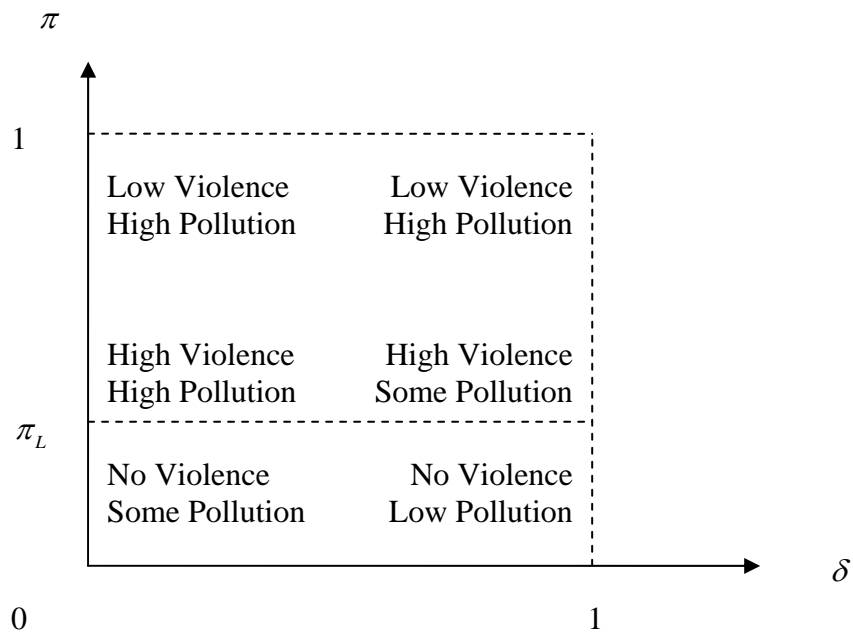 π
1
Low Violence Low Violence
High Pollution High Pollution
High Violence High Violence
High Pollution Some Pollution
π_L
No Violence No Violence
Some Pollution Low Pollution
δ
0 1